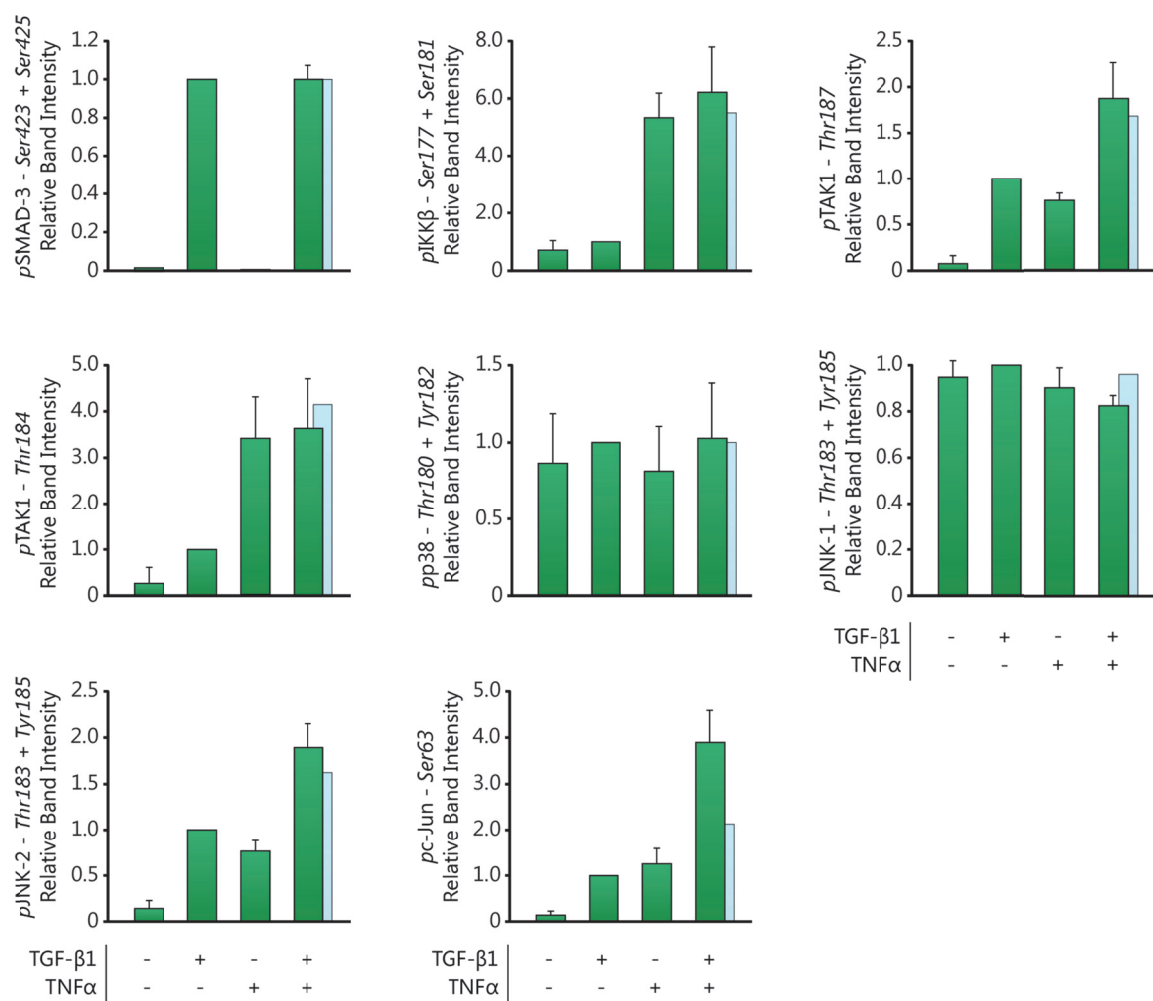 pSMAD-3 - Ser423 + Ser425
Relative Band Intensity
1.2
1.0
0.8
0.6
0.4
0.2
0
pIKKβ - Ser177 + Ser181
Relative Band Intensity
8.0
6.0
4.0
2.0
0
pTAK1 - Thr187
Relative Band Intensity
2.5
2.0
1.5
1.0
0.5
0
pTAK1 - Thr184
Relative Band Intensity
5.0
4.0
3.0
2.0
1.0
0
pp38 - Thr180 + Tyr182
Relative Band Intensity
1.5
1.0
0.5
0
pJNK-1 - Thr183 + Tyr185
Relative Band Intensity
1.0
0.8
0.6
0.4
0.2
0
TGF-β1 - + - +
TNFα - - + +
pJNK-2 - Thr183 + Tyr185
Relative Band Intensity
2.5
2.0
1.5
1.0
0.5
0
TGF-β1 - + - +
TNFα - - + +
pc-Jun - Ser63
Relative Band Intensity
5.0
4.0
3.0
2.0
1.0
0
TGF-β1 - + - +
TNFα - - + +